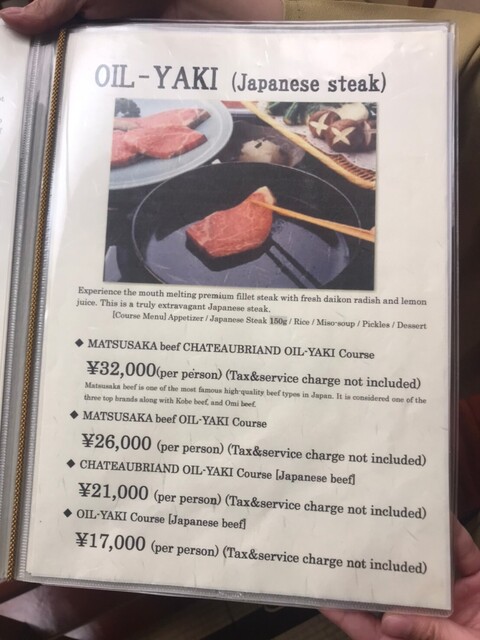 OIL-YAKI (Japanese steak)
Experience the mouth melting premium fillet steak with fresh daikon radish and lemon
juice. This is a truly extravagant Japanese steak.
[Course Menu] Appetizer / Japanese Steak 150g / Rice / Miso-soup / Pickles / Dessert
◆ MATSUSAKA beef CHATEAUBRIAND OIL-YAKI Course
¥32,000(per person) (Tax&service charge not included)
Matsusaka beef is one of the most famous high-quality beef types in Japan. It is considered one of the
three top brands along with Kobe beef, and Omi beef.
◆ MATSUSAKA beef OIL-YAKI Course
¥26,000 (per person) (Tax&service charge not included)
◆ CHATEAUBRIAND OIL-YAKI Course [Japanese beef]
¥21,000 (per person) (Tax&service charge not included)
◆ OIL-YAKI Course [Japanese beef]
¥17,000 (per person) (Tax&service charge not included)